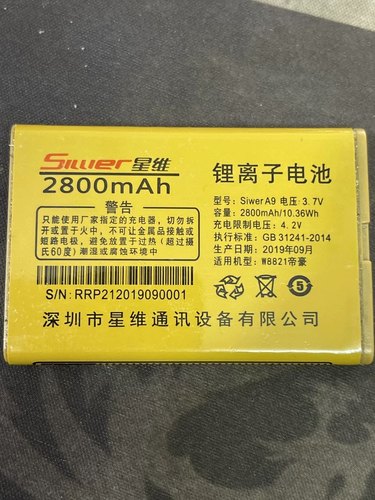 Siwer星维
2800mAh
警告
只能使用厂家指定的充电器，切勿拆
开或置于火中，不可让电池金属触点或
短路电极，避免放置于过热（超过摄
氏60度）潮湿或腐蚀环境中
S/N: RRP212019090001
锂离子电池
型号: Siwer A9 电压: 3.7V
容量: 2800mAh/10.36Wh
充电限制电压: 4.2V
执行标准: GB 31241-2014
生产日期: 2019年09月
适用机型: W8821帝豪
5
深圳市星维通讯设备有限公司